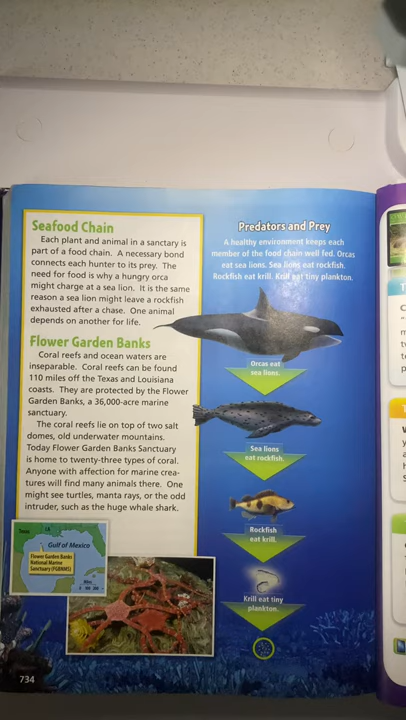 Seafood Chain
Each plant and animal in a sanctary is
part of a food chain. A necessary bond
connects each hunter to its prey. The
need for food is why a hungry orca
might charge at a sea lion. It is the same
reason a sea lion might leave a rockfish
exhausted after a chase. One animal
depends on another for life.
Flower Garden Banks
Coral reefs and ocean waters are
inseparable. Coral reefs can be found
110 miles off the Texas and Louisiana
coasts. They are protected by the Flower
Garden Banks, a 36,000-acre marine
sanctuary.
The coral reefs lie on top of two salt
domes, old underwater mountains.
Today Flower Garden Banks Sanctuary
is home to twenty-three types of coral.
Anyone with affection for marine crea-
tures will find many animals there. One
might see turtles, manta rays, or the odd
intruder, such as the huge whale shark.
Texas LA
Gulf of Mexico
Flower Garden Banks
National Marine
Sanctuary (FGBNMS)
734
Predators and Prey
A healthy environment keeps each
member of the food chain well fed. Orcas
eat sea lions. Sea lions eat rockfish.
Rockfish eat krill. Krill eat tiny plankton.
Orcas eat
sea lions.
Sea lions
eat rockfish.
Rockfish
eat krill.
Krill eat tiny
plankton.